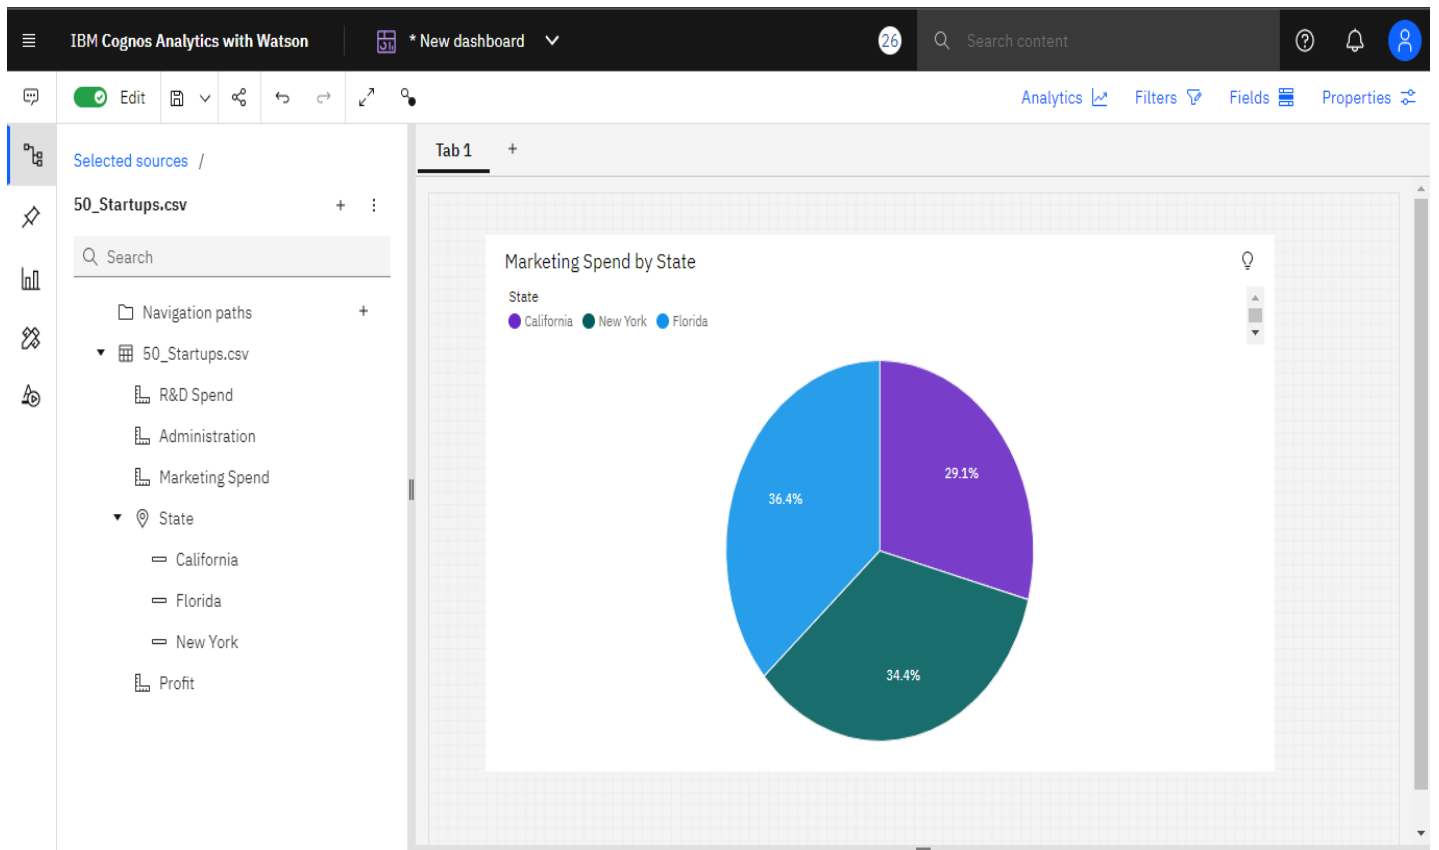 IBM Cognos Analytics with Watson
* New dashboard
26
Search content
Edit
Analytics
Filters
Fields
Properties
Selected sources /
50_Startups.csv
Search
Navigation paths
50_Startups.csv
R&D Spend
Administration
Marketing Spend
State
California
Florida
New York
Profit
Tab 1
Marketing Spend by State
State
California New York Florida
29.1%
36.4%
34.4%